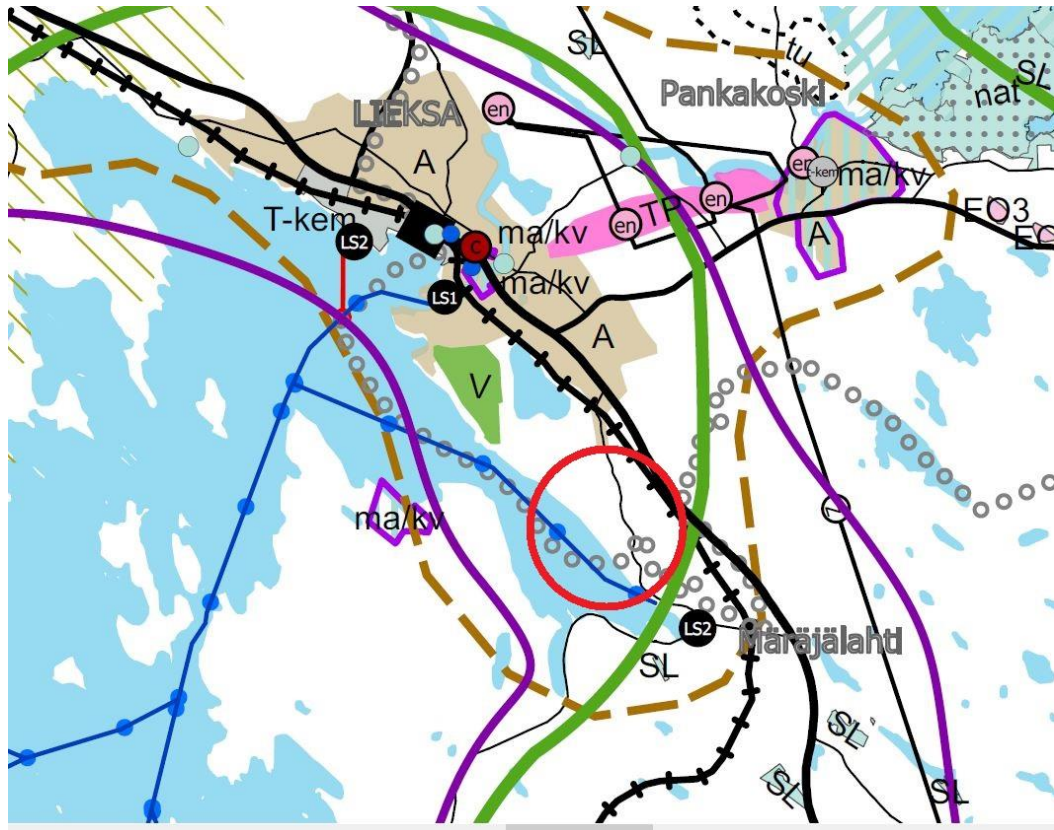 SL
tu
Pankakoski
SL
nat
LIEKSA
en
A
en
t-kem
ma/kv
en
TP
en
EO3
T-kem
LS2
c
ma/kv
A
ma/kv
LS1
A
V
ma/kv
Z
LS2
Märäjälahti
SL
SL
SL
SL